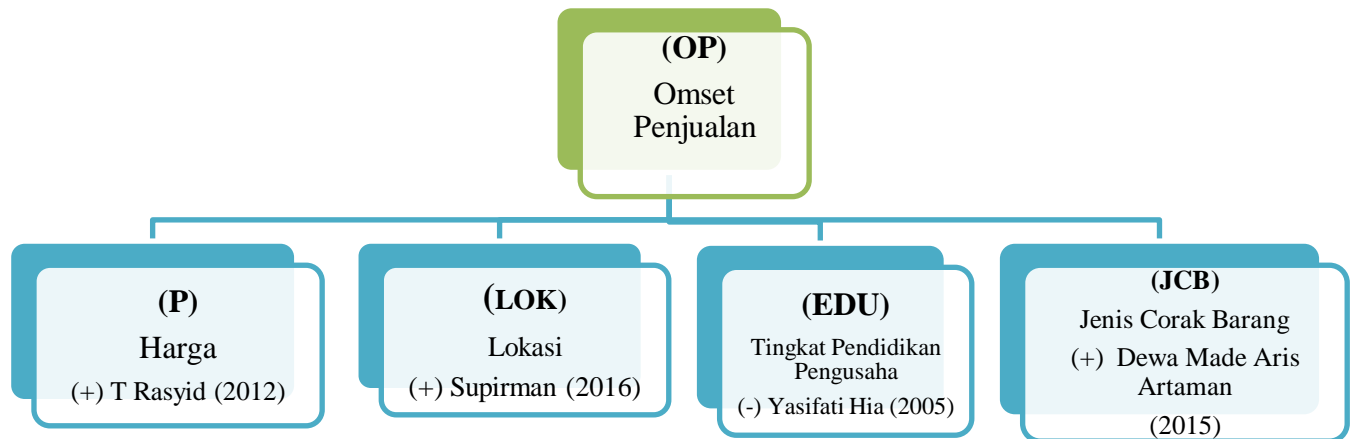 (OP)
Omset
Penjualan
(P)
Harga
(+) T Rasyid (2012)
(LOK)
Lokasi
(+) Supirman (2016)
(EDU)
Tingkat Pendidikan
Pengusaha
(-) Yasifati Hia (2005)
(JCB)
Jenis Corak Barang
(+) Dewa Made Aris
Artaman
(2015)